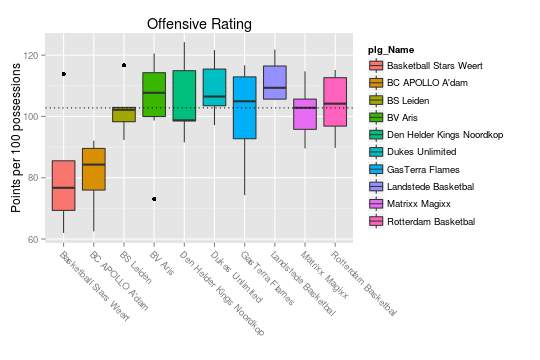 Offensive Rating
Points per 100 possessions
120
100
80
60
Basketball Stars Weert
BC APOLLO A'dam
BS Leiden
BV Aris
Den Helder Kings Noordkop
Dukes Unlimited
GasTerra Flames
Landstede Basketbal
Matrixx Magixx
Rotterdam Basketbal
plg_Name
Basketball Stars Weert
BC APOLLO A'dam
BS Leiden
BV Aris
Den Helder Kings Noordkop
Dukes Unlimited
GasTerra Flames
Landstede Basketbal
Matrixx Magixx
Rotterdam Basketbal